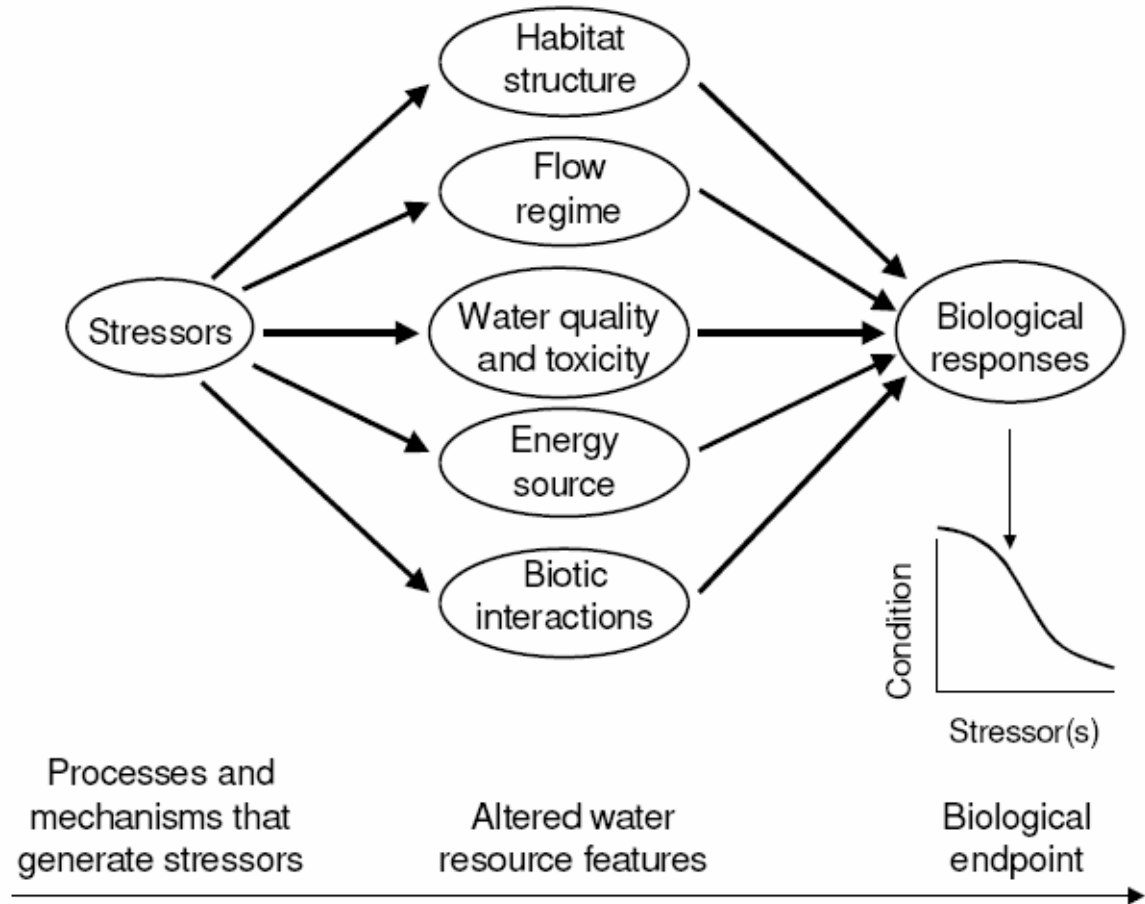 Habitat
structure
Flow
regime
Stressors
Water quality
and toxicity
Biological
responses
Energy
source
Biotic
interactions
Condition
Stressor(s)
Processes and
mechanisms that
generate stressors
Altered water
resource features
Biological
endpoint